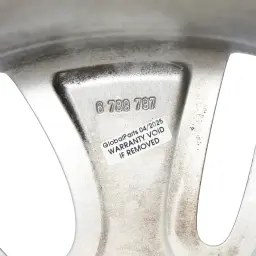 6 789 787
GlobalParts 04/2025
WARRANTY VOID
IF REMOVED